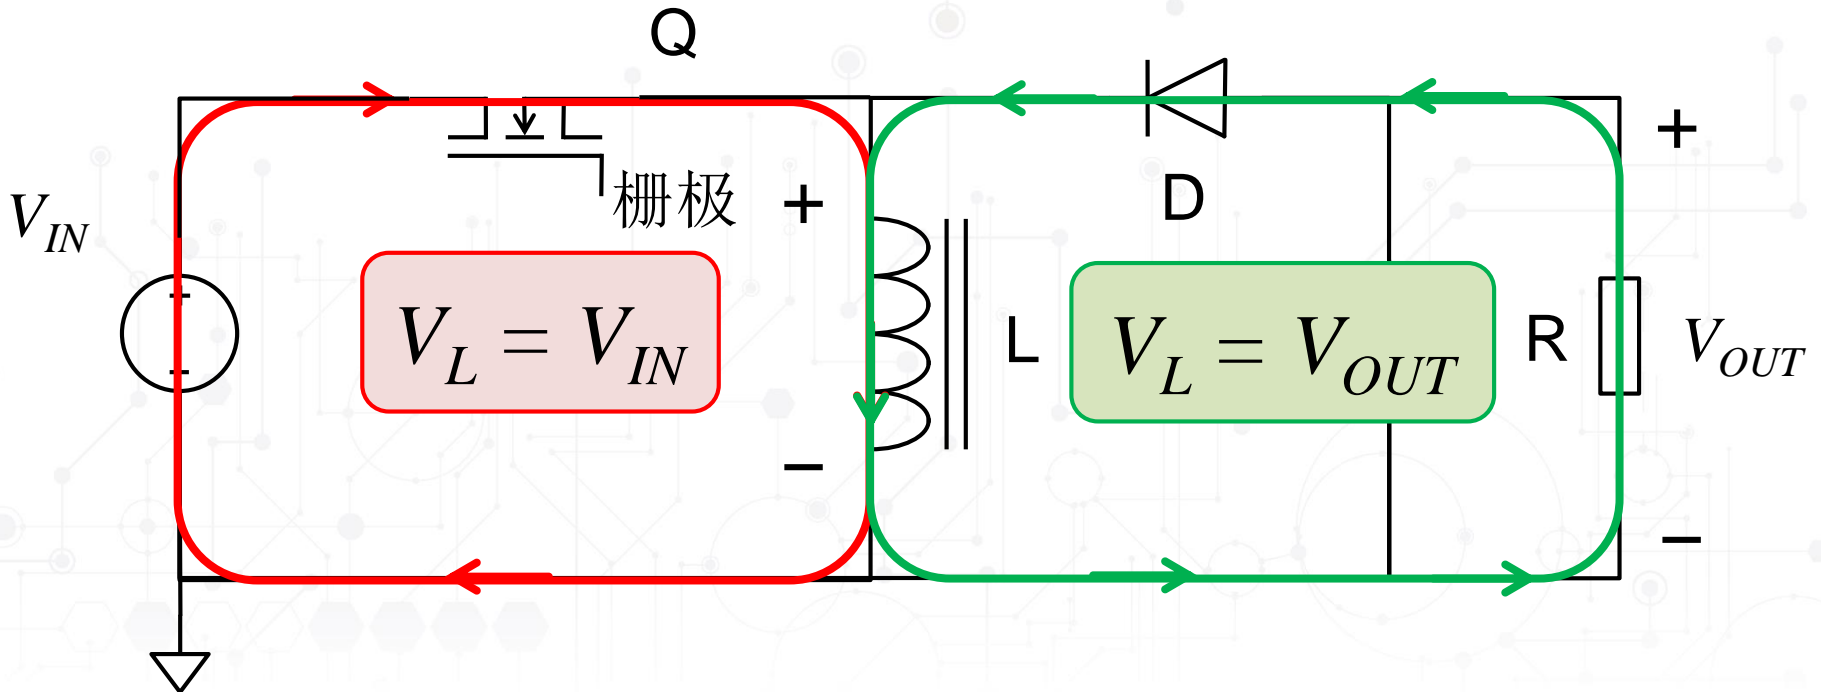 Q
栅极
V_IN
+
+
D
+
V_L = V_IN
L
V_L = V_OUT
R
V_OUT
−
−
−